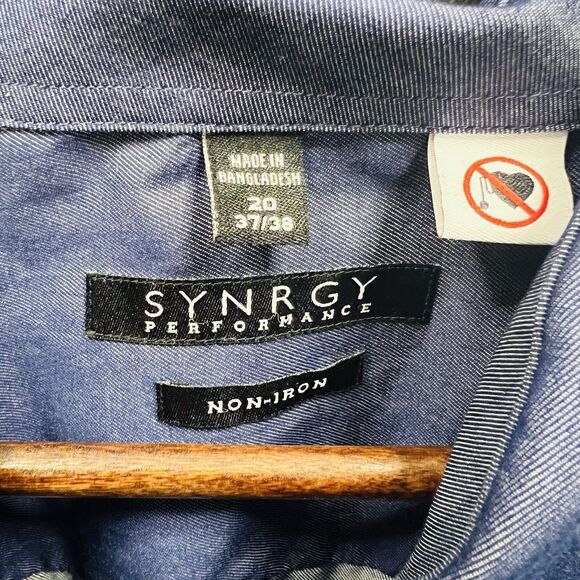 MADE IN
BANGLADESH
20
37/38
SYNRGY
PERFORMANCE
NON-IRON